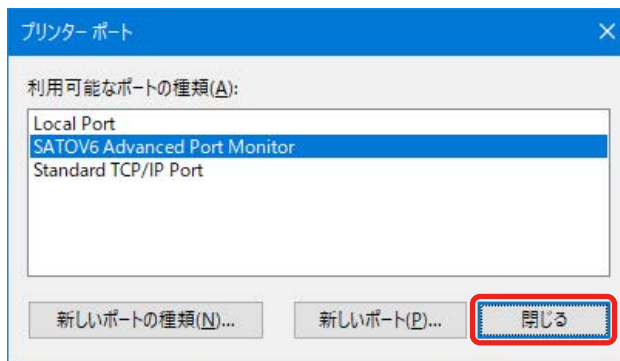 プリンター ポート
利用可能なポートの種類(A):
Local Port
SATOV6 Advanced Port Monitor
Standard TCP/IP Port
新しいポートの種類(N)... 新しいポート(P)... 閉じる